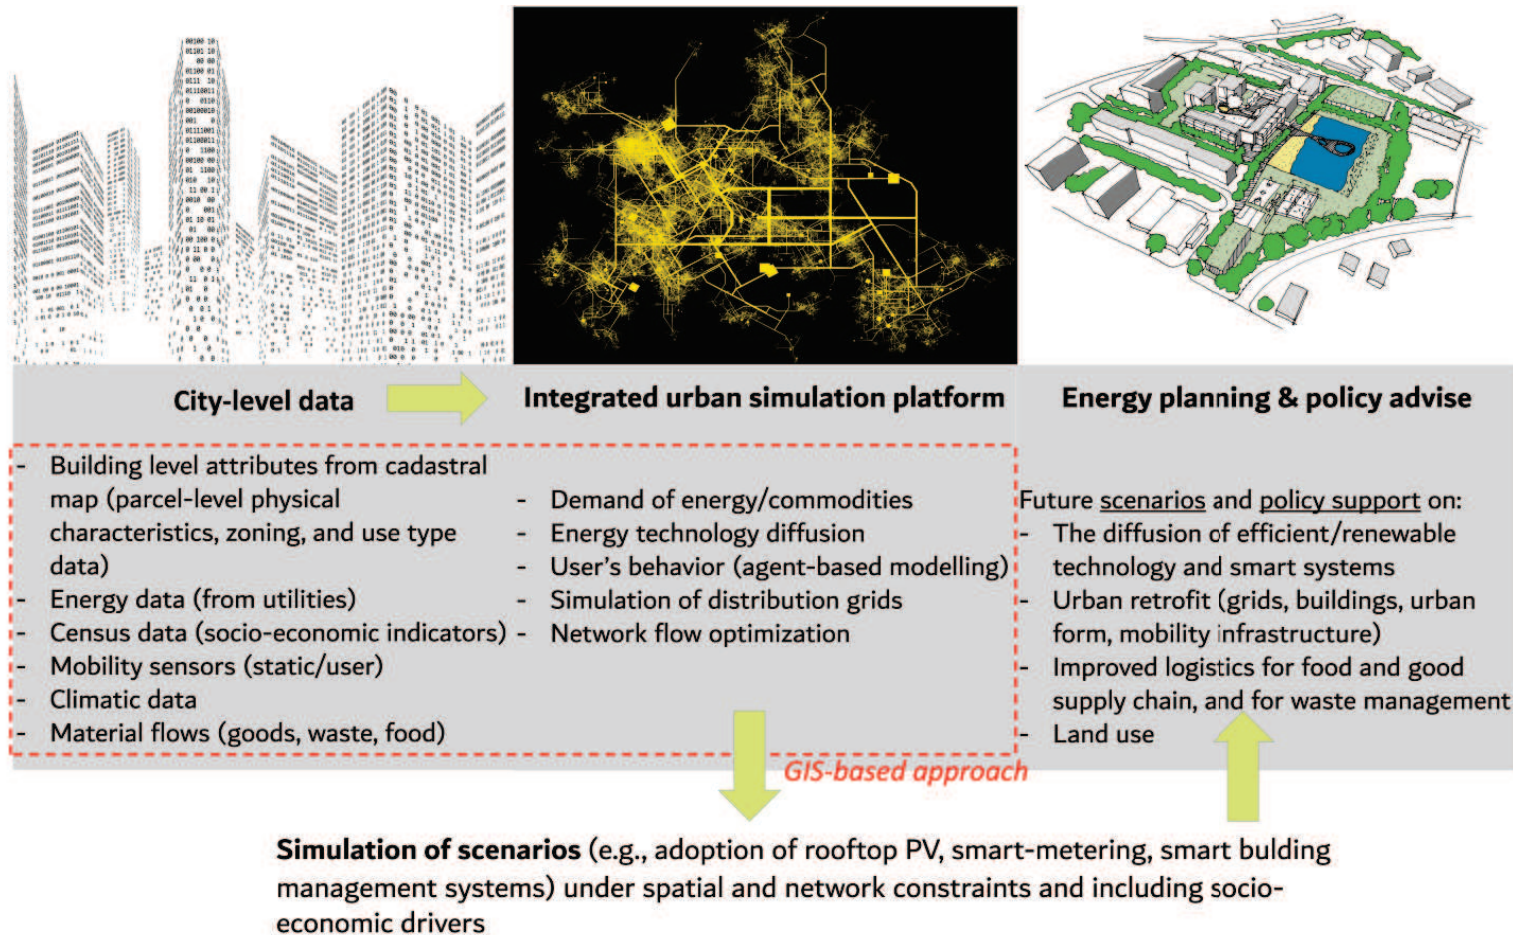 City-level data
Building level attributes from cadastral
map (parcel-level physical
characteristics, zoning, and use type
data)
- Energy data (from utilities)
- Census data (socio-economic indicators)
- Mobility sensors (static/user)
- Climatic data
- Material flows (goods, waste, food)
Integrated urban simulation platform
- Demand of energy/commodities
- Energy technology diffusion
- User's behavior (agent-based modelling)
- Simulation of distribution grids
- Network flow optimization
Energy planning & policy advise
Future scenarios and policy support on:
- The diffusion of efficient/renewable
technology and smart systems
- Urban retrofit (grids, buildings, urban
form, mobility infrastructure)
- Improved logistics for food and good
supply chain, and for waste management
- Land use
GIS-based approach
Simulation of scenarios (e.g., adoption of rooftop PV, smart-metering, smart bulding
management systems) under spatial and network constraints and including socio-
economic drivers